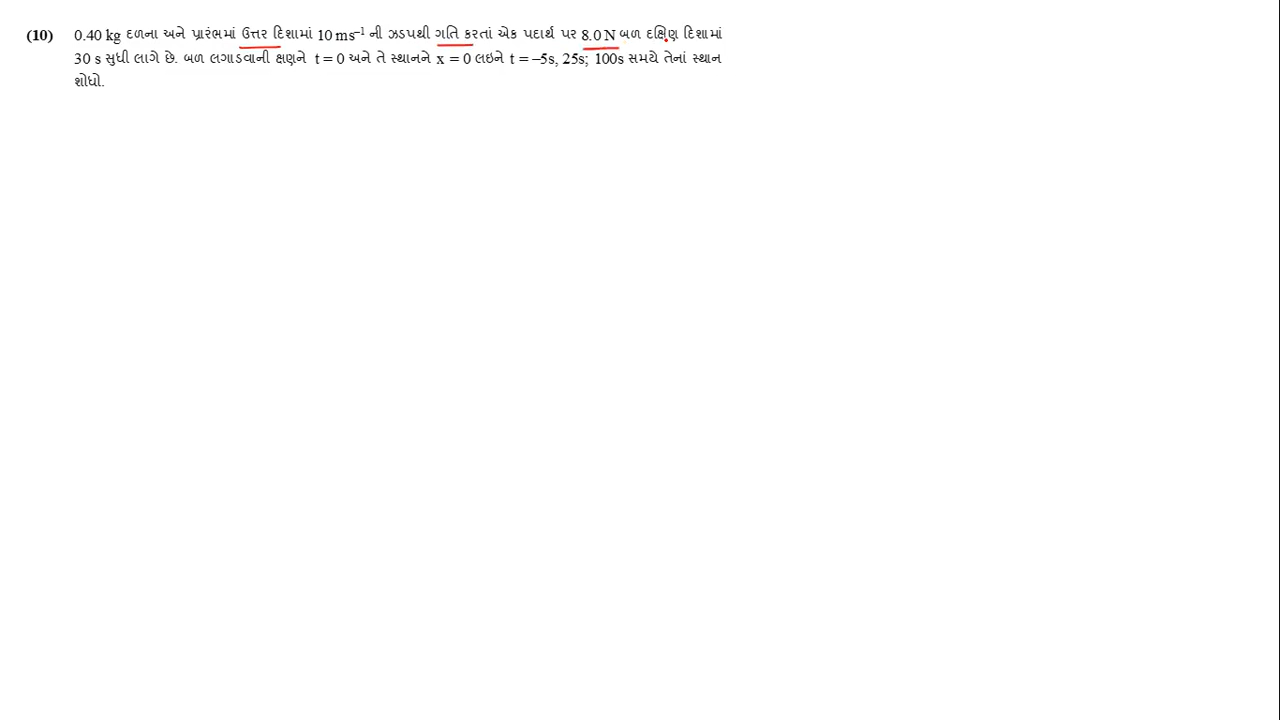 (10) 0.40 kg દળના અને પ્રારંભમાં ઉત્તર દિશામાં 10 ms⁻¹ ની ઝડપથી ગતિ કરતાં એક પદાર્થ પર 8.0 N બળ દક્ષિણ દિશામાં
30 s સુધી લાગે છે. બળ લગાડવાની ક્ષણને t = 0 અને તે સ્થાનને x = 0 લઇને t = –5s, 25s; 100s સમયે તેનાં સ્થાન
શોધો.